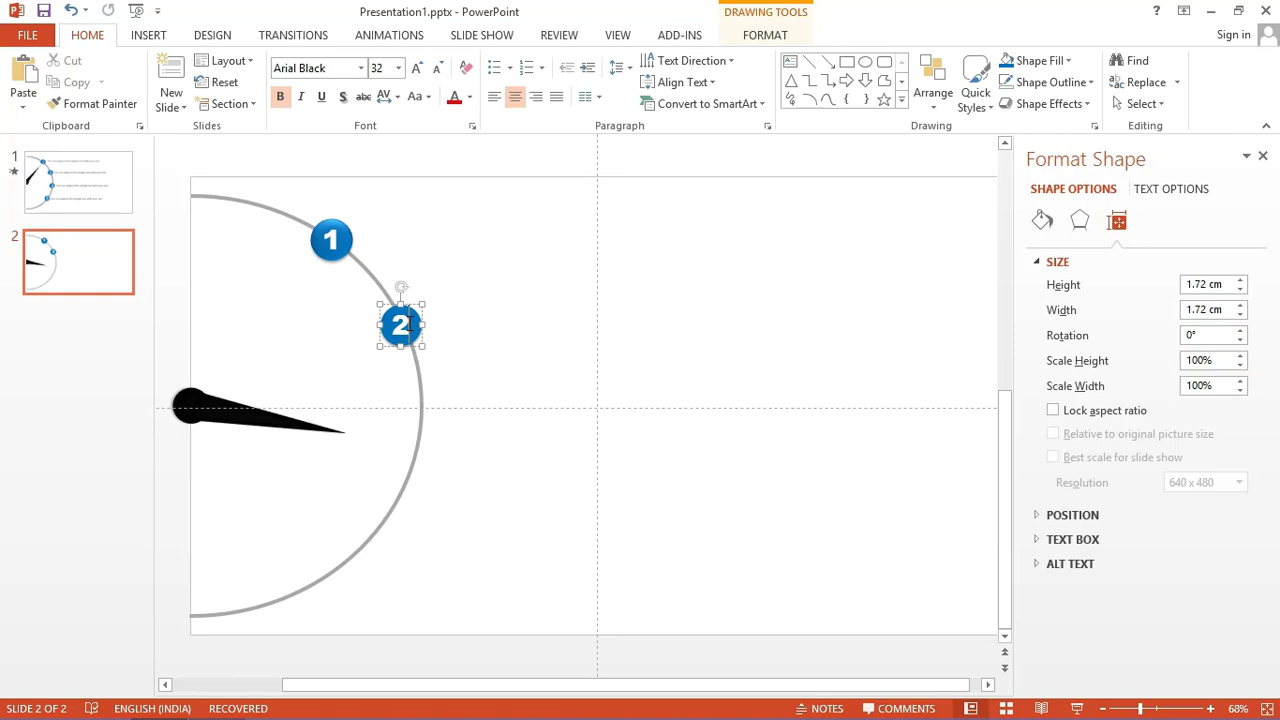 Presentation1.pptx - PowerPoint
DRAWING TOOLS
?
FILE HOME INSERT DESIGN TRANSITIONS ANIMATIONS SLIDE SHOW REVIEW VIEW ADD-INS FORMAT
Sign in
Paste
Cut
Copy
Format Painter
Clipboard
New Slide
Layout
Reset
Section
Slides
Arial Black 32
B I U S abc AV Aa A
Font
Text Direction
Align Text
Convert to SmartArt
Paragraph
Arrange
Quick Styles
Shape Fill
Shape Outline
Shape Effects
Drawing
Find
Replace
Select
Editing
1
2
1
2
Format Shape
SHAPE OPTIONS TEXT OPTIONS
SIZE
Height 1.72 cm
Width 1.72 cm
Rotation 0°
Scale Height 100%
Scale Width 100%
Lock aspect ratio
Relative to original picture size
Best scale for slide show
Resolution 640 x 480
POSITION
TEXT BOX
ALT TEXT
SLIDE 2 OF 2 ENGLISH (INDIA) RECOVERED NOTES COMMENTS 68%